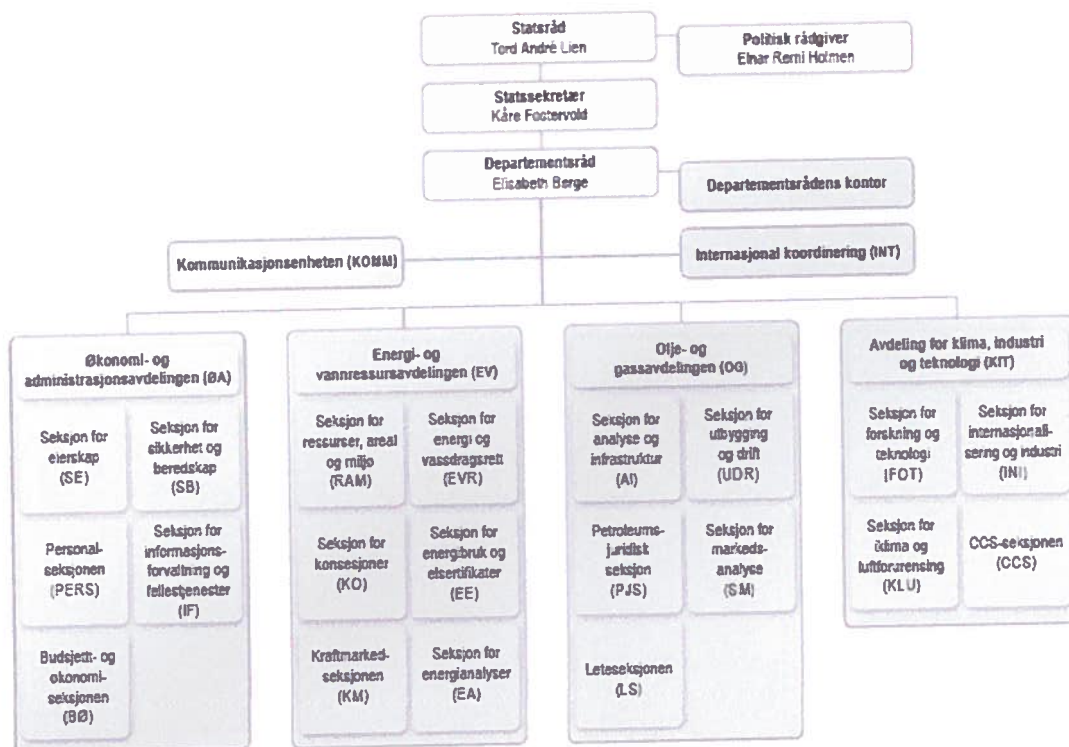 Statsråd
Tord André Lien
Politisk rådgiver
Einar Remi Holmen
Statssekretær
Kåre Fostervold
Departementsråd
Elisabeth Berge
Departementsrådens kontor
Kommunikasjonsenheten (KOMM)
Internasjonal koordinering (INT)
Økonomi- og
administrasjonsavdelingen (ØA)
Seksjon for
eierskap
(SE)
Seksjon for
sikkerhet og
beredskap
(SB)
Personal-
seksjonen
(PERS)
Seksjon for
informasjons-
forvaltning og
fellestjenester
(IF)
Budsjett- og
økonomi-
seksjonen
(BØ)
Energi- og
vannressursavdelingen (EV)
Seksjon for
ressurser, areal
og miljø
(RAM)
Seksjon for
energi og
vassdragsrett
(EVR)
Seksjon for
konsesjoner
(KO)
Seksjon for
energibruk og
elsertifikater
(EE)
Kraftmarked-
seksjonen
(KM)
Seksjon for
energianalyser
(EA)
Olje- og
gassavdelingen (OG)
Seksjon for
analyse og
infrastruktur
(AI)
Seksjon for
utbygging
og drift
(UDR)
Petroleums-
juridisk
seksjon
(PJS)
Seksjon for
markeds-
analyse
(SM)
Leteseksjonen
(LS)
Avdeling for klima, industri
og teknologi (KIT)
Seksjon for
forskning og
teknologi
(FOT)
Seksjon for
internasjonali-
sering og industri
(INI)
Seksjon for
klima og
luftforurensing
(KLU)
CCS-seksjonen
(CCS)